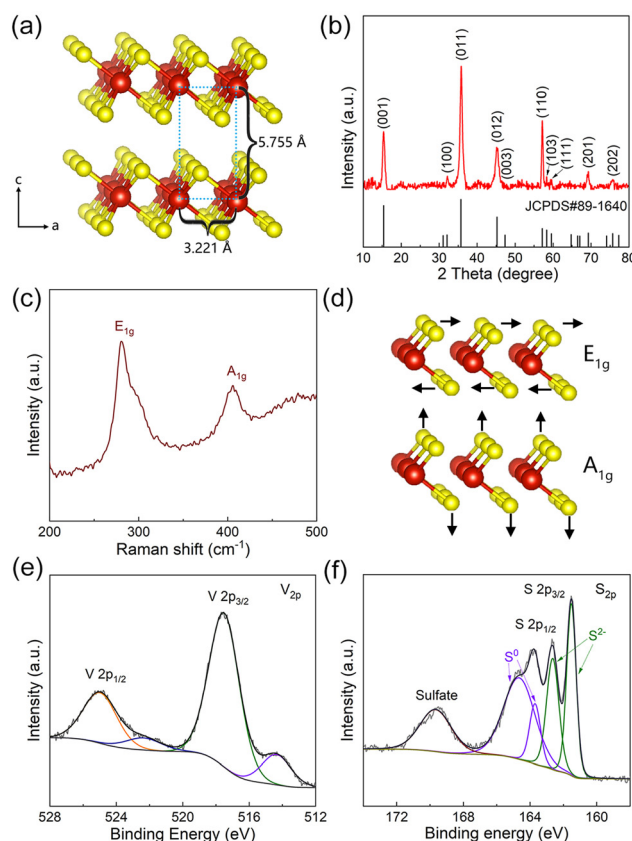 (a)
5.755 Å
3.221 Å
c
a
(b)
Intensity (a.u.)
(001)
(100)
(011)
(012)
(003)
(110)
(103)
(111)
(201)
(202)
JCPDS#89-1640
10 20 30 40 50 60 70 80
2 Theta (degree)
(c)
Intensity (a.u.)
E1g
A1g
200 300 400 500
Raman shift (cm-1)
(d)
E1g
A1g
(e)
Intensity (a.u.)
V2p
V 2p3/2
V 2p1/2
528 524 520 516 512
Binding Energy (eV)
(f)
Intensity (a.u.)
S 2p3/2
S2p
S 2p1/2
S0
S2-
Sulfate
172 168 164 160
Binding energy (eV)